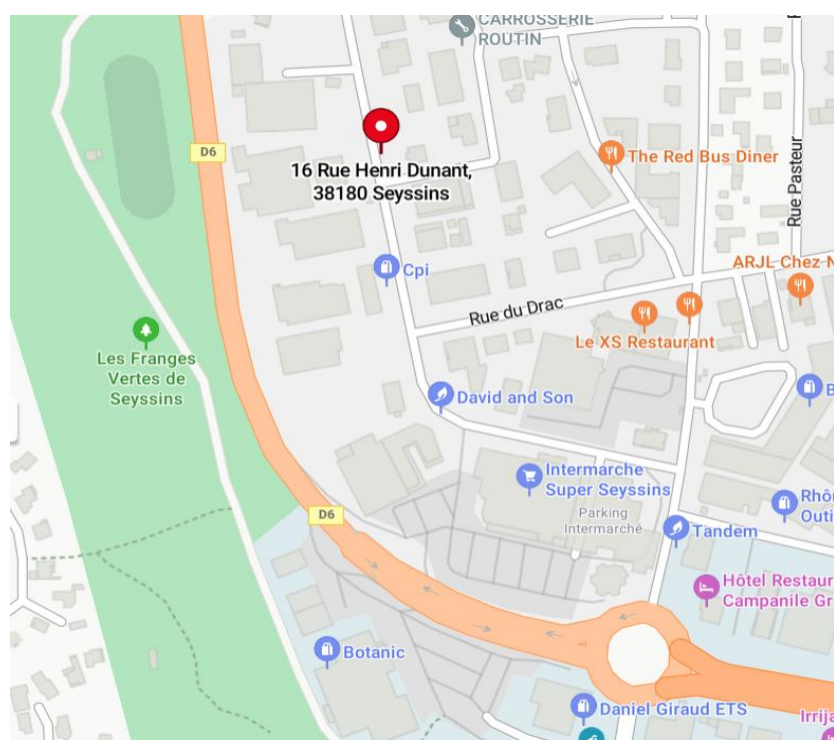 CARROSSERIE
ROUTIN
D6
The Red Bus Diner
16 Rue Henri Dunant,
38180 Seyssins
Rue Pasteur
Cpi
ARJL Chez N
Rue du Drac
Le XS Restaurant
Les Franges
Vertes de
Seyssins
David and Son
B
Intermarche
Super Seyssins
Parking
Intermarché
Rhôn
Outi
D6
Tandem
Hôtel Restaur
Campanile Gr
Botanic
Daniel Giraud ETS
Irrija